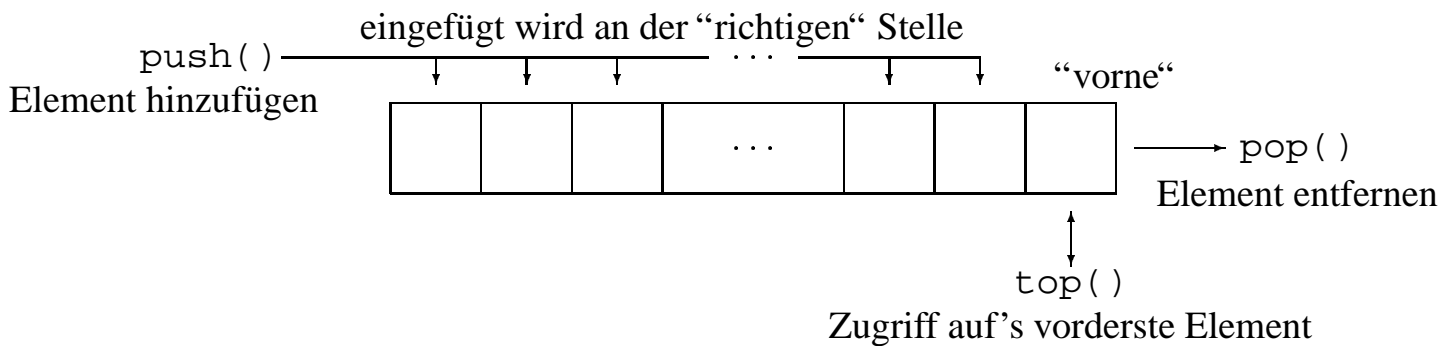 eingefügt wird an der “richtigen“ Stelle
push()
· · ·
Element hinzufügen
“vorne“
· · ·
pop()
Element entfernen
top()
Zugriff auf's vorderste Element